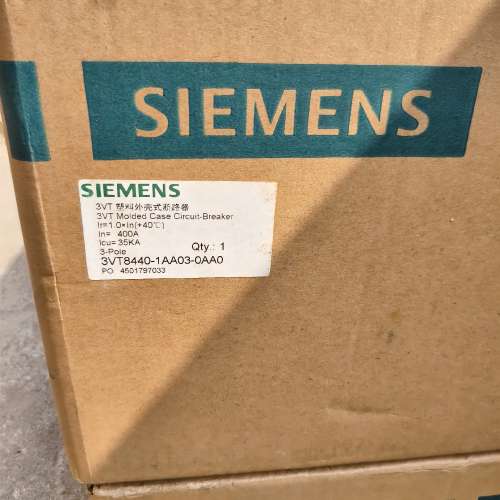 SIEMENS
SIEMENS
3VT 塑料外壳式断路器
3VT Molded Case Circuit-Breaker
Ir=1.0×In(+40℃)
In= 400A
Icu= 35KA
3-Pole
Qty.: 1
3VT8440-1AA03-0AA0
PO 4501797033